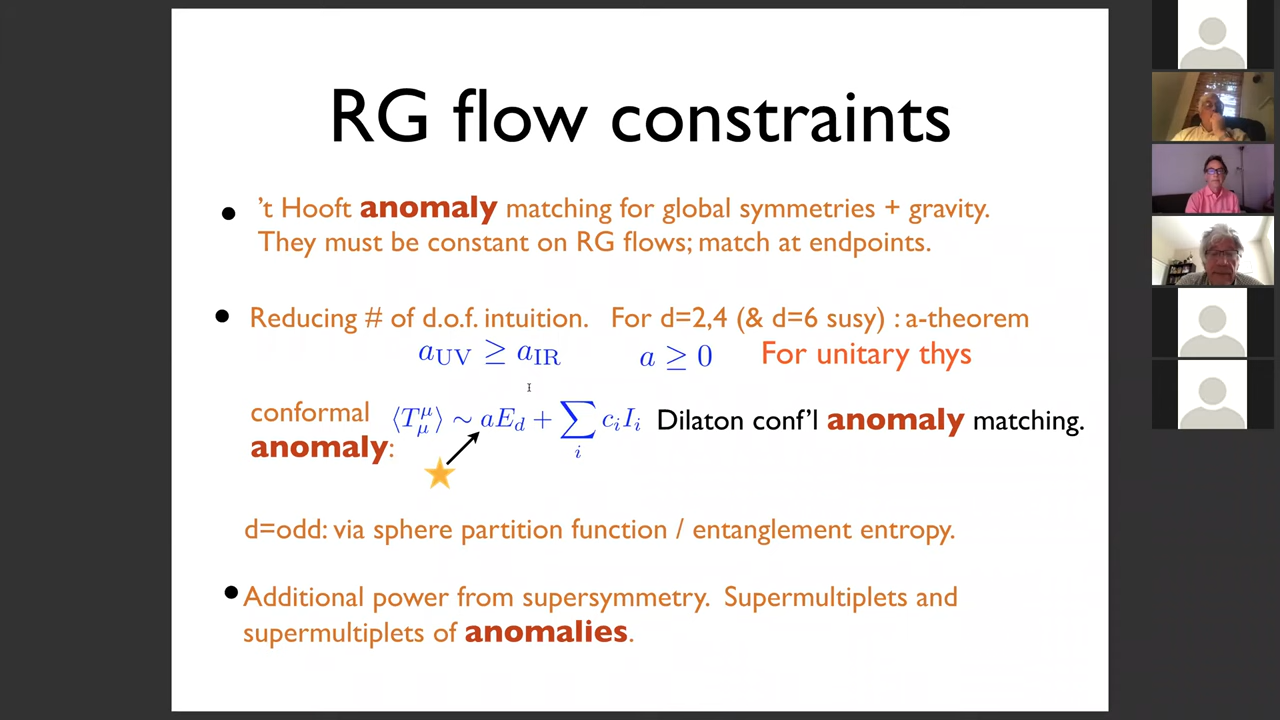 RG flow constraints
• 't Hooft anomaly matching for global symmetries + gravity.
They must be constant on RG flows; match at endpoints.
• Reducing # of d.o.f. intuition. For d=2,4 (& d=6 susy) : a-theorem
a_UV ≥ a_IR a ≥ 0 For unitary thys
conformal anomaly: ⟨T^μ_μ⟩ ∼ aE_d + ∑_i c_i I_i Dilaton conf'l anomaly matching.
d=odd: via sphere partition function / entanglement entropy.
• Additional power from supersymmetry. Supermultiplets and
supermultiplets of anomalies.